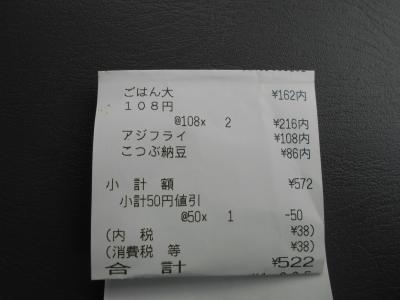 ごはん大 ¥162内
１０８円
@108x 2 ¥216内
アジフライ ¥108内
こつぶ納豆 ¥86内
小 計 額 ¥572
小計50円値引
@50x 1 -50
(内 税 ¥38)
(消費税 等 ¥38)
合 計 ¥522